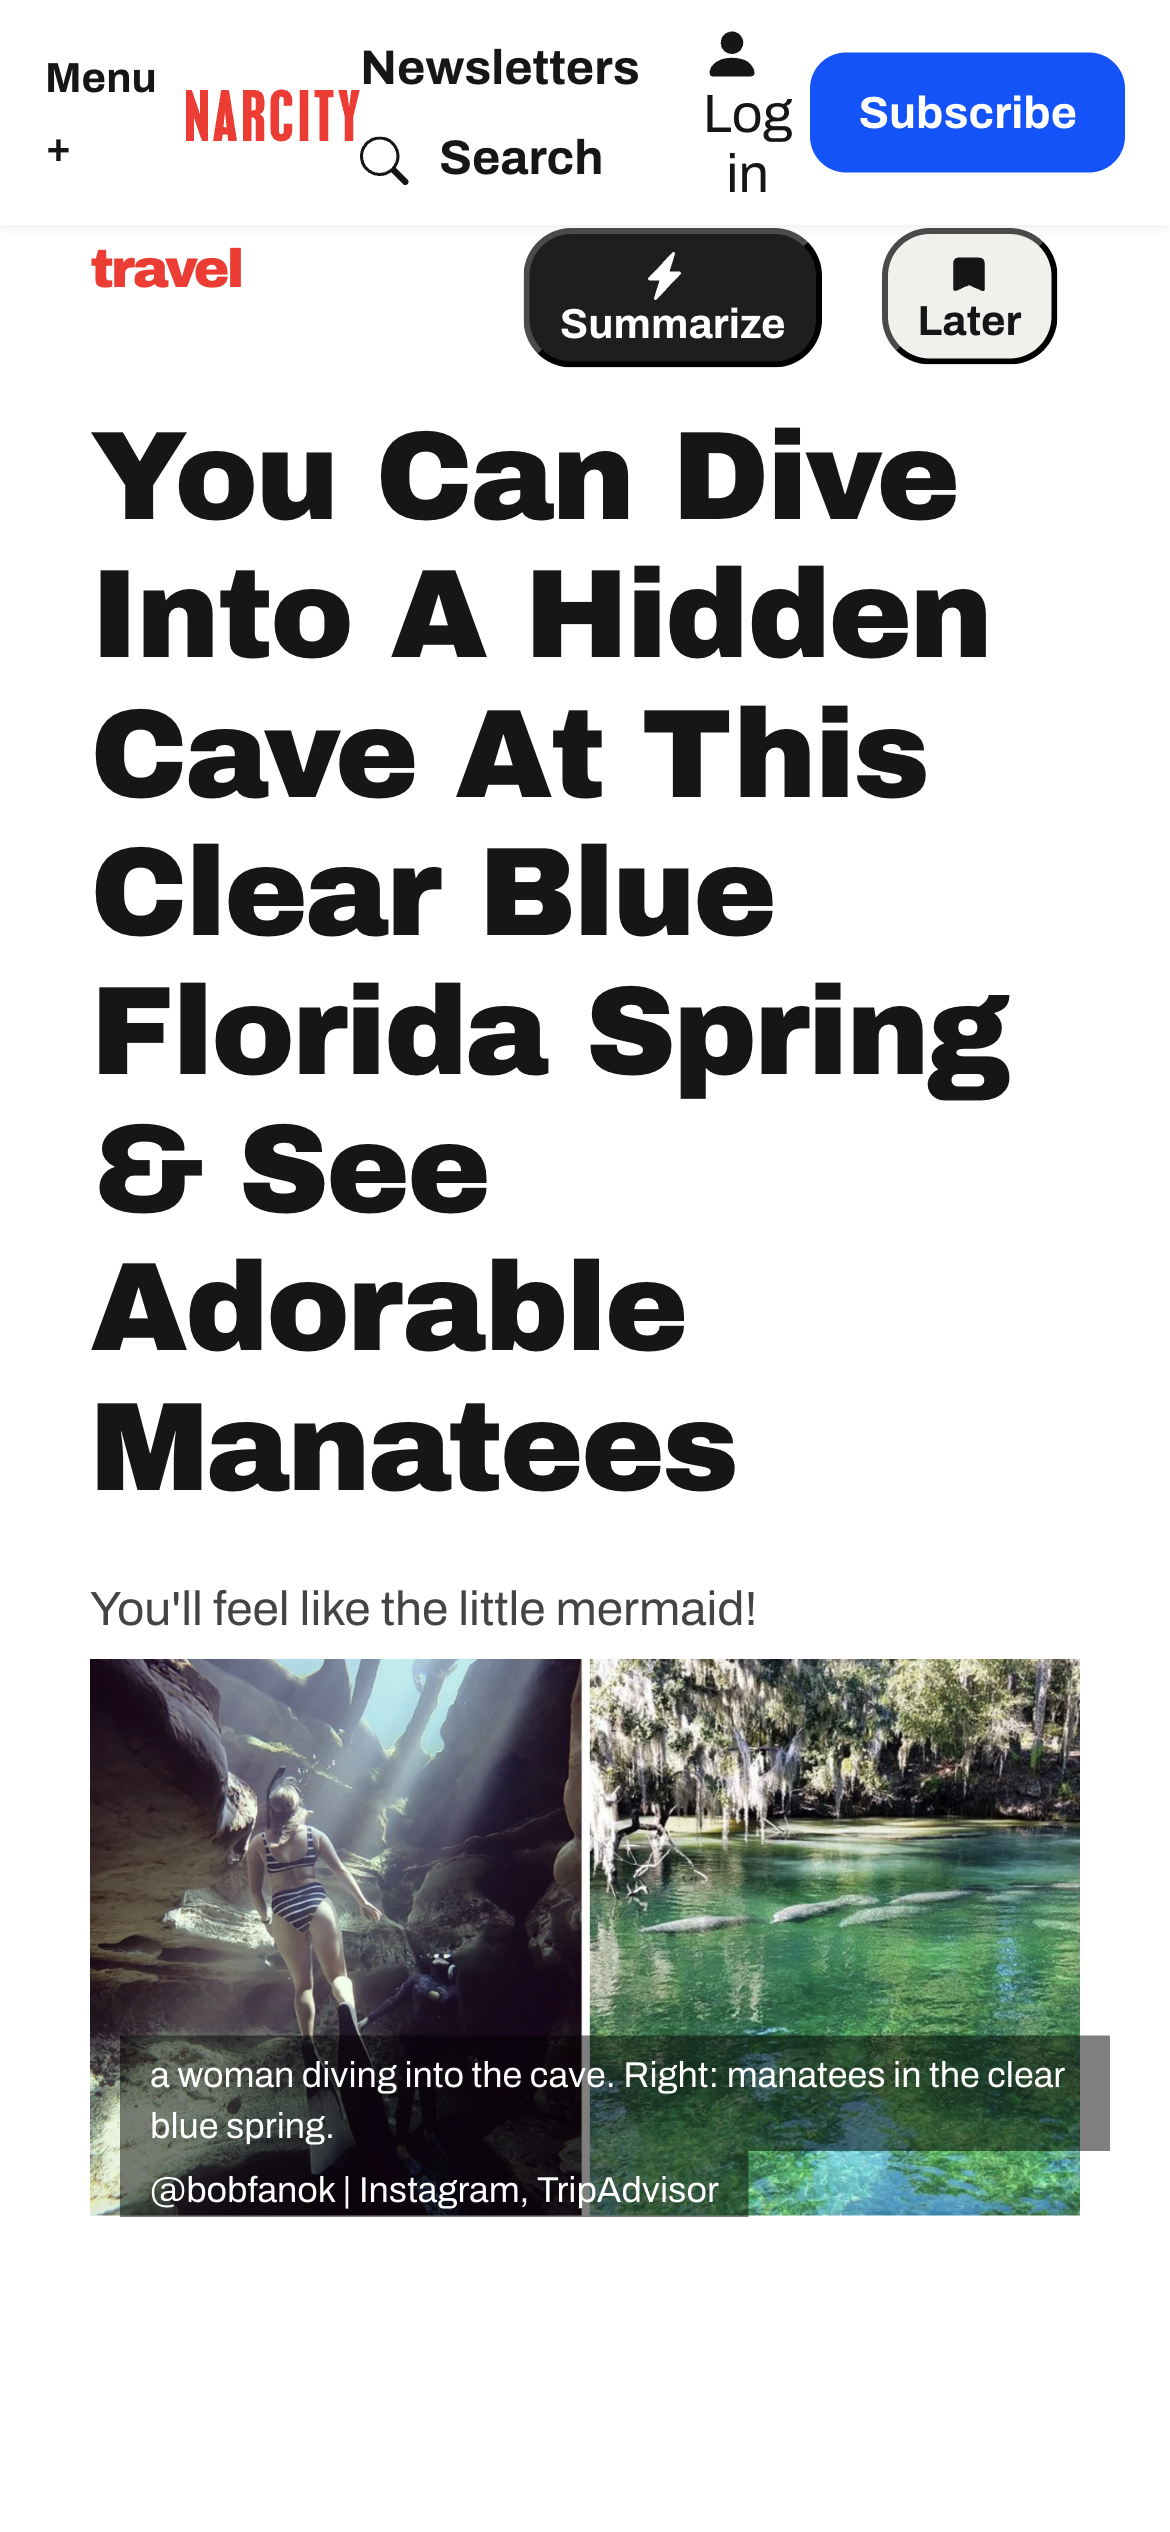 Menu
+
NARCITY
Newsletters
Search
Log
in
Subscribe
travel
Summarize
Later
You Can Dive
Into A Hidden
Cave At This
Clear Blue
Florida Spring
& See
Adorable
Manatees
You'll feel like the little mermaid!
a woman diving into the cave. Right: manatees in the clear
blue spring.
@bobfanok | Instagram, TripAdvisor